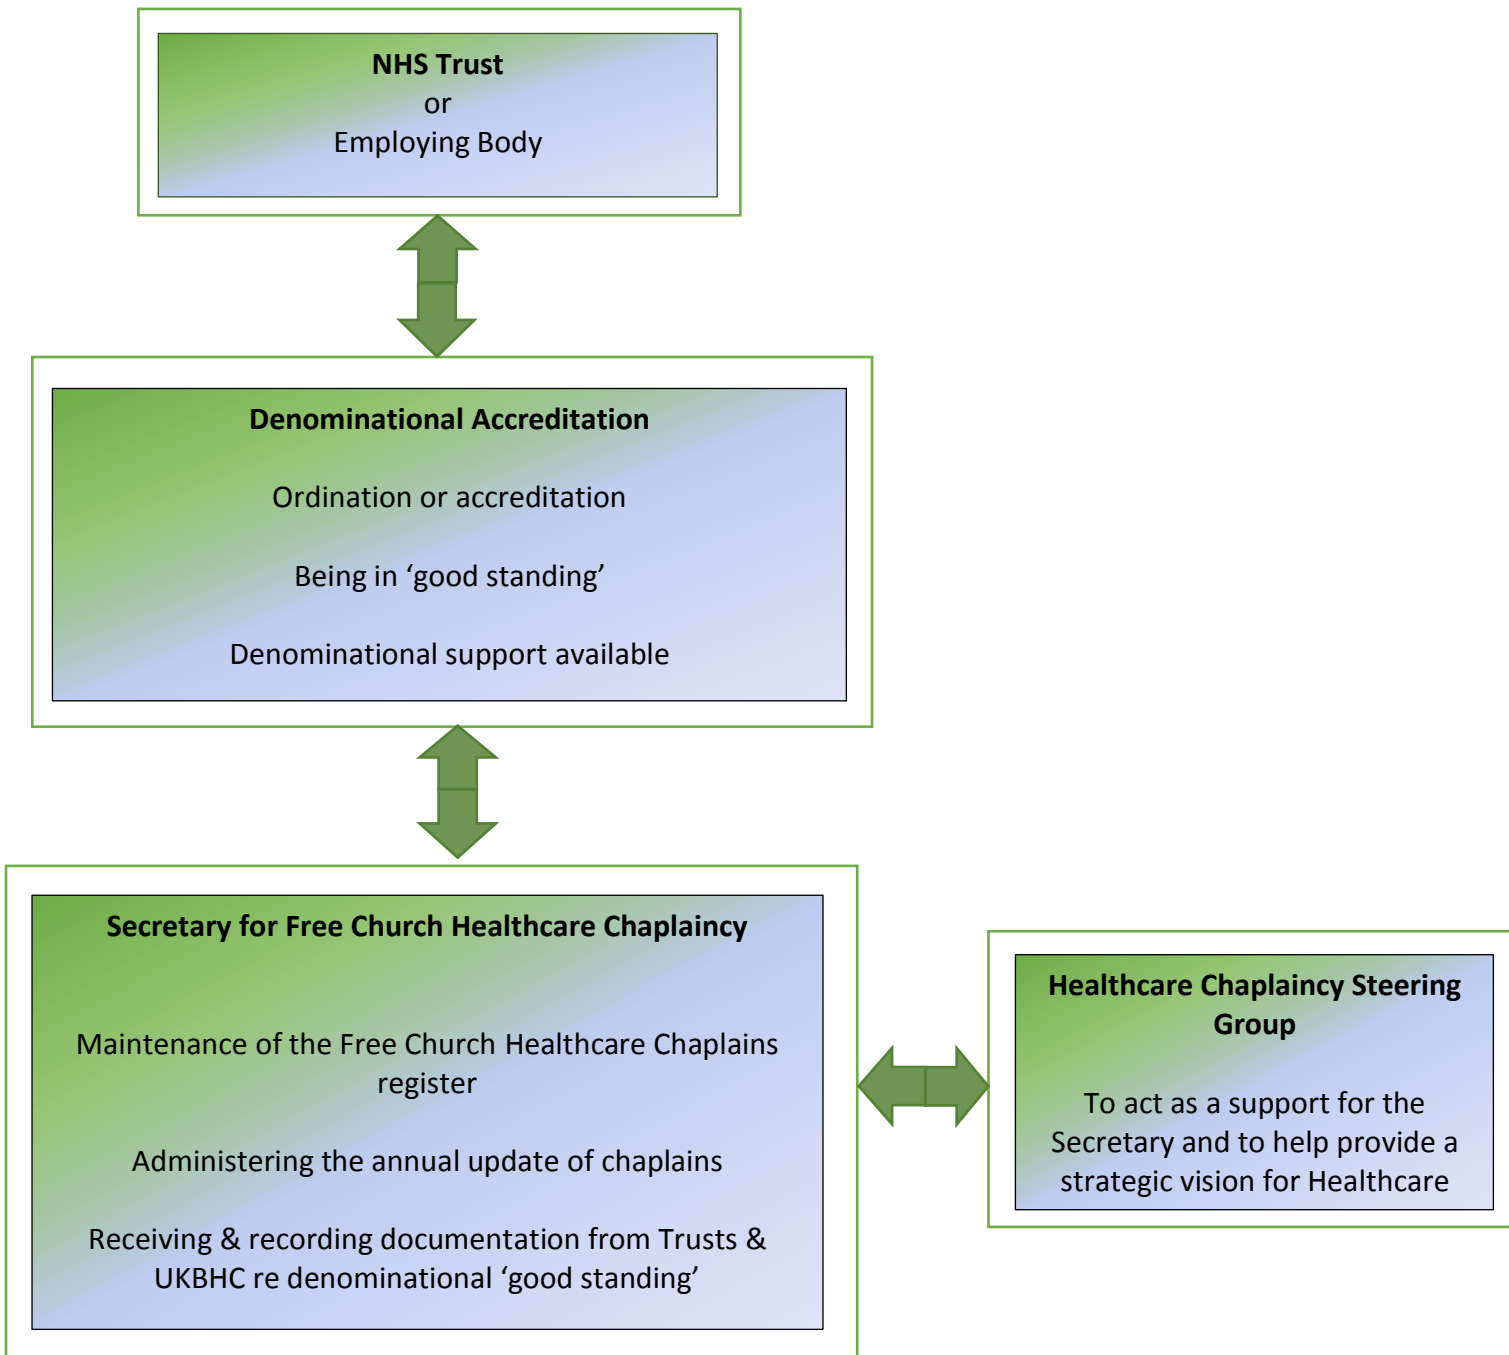 NHS Trust
or
Employing Body
Denominational Accreditation
Ordination or accreditation
Being in ‘good standing’
Denominational support available
Secretary for Free Church Healthcare Chaplaincy
Maintenance of the Free Church Healthcare Chaplains
register
Administering the annual update of chaplains
Receiving & recording documentation from Trusts &
UKBHC re denominational ‘good standing’
Healthcare Chaplaincy Steering
Group
To act as a support for the
Secretary and to help provide a
strategic vision for Healthcare